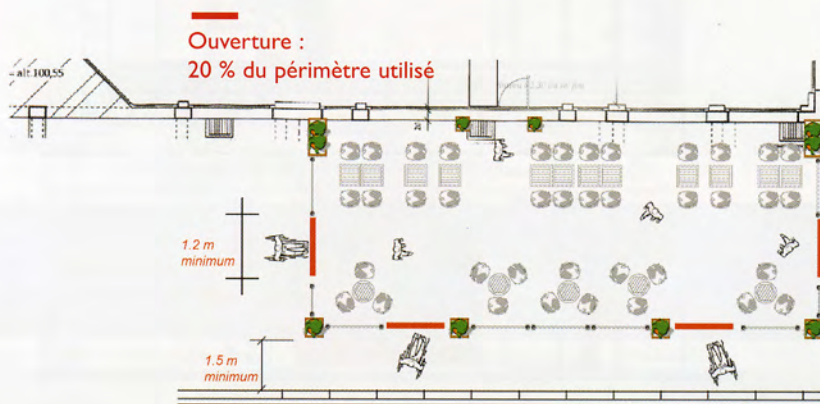 Ouverture :
20 % du périmètre utilisé
alt 100,55
1.2 m
minimum
1.5 m
minimum